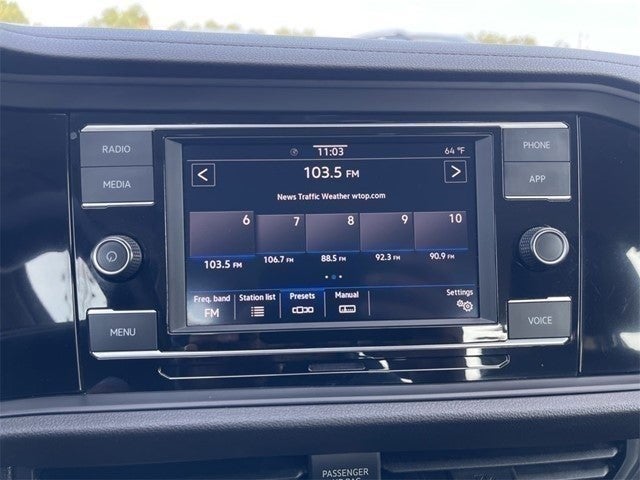 RADIO
MEDIA
MENU
PHONE
APP
VOICE
11:03
64 °F
< 103.5 FM >
News Traffic Weather wtop.com
6 7 8 9 10
103.5 FM 106.7 FM 88.5 FM 92.3 FM 90.9 FM
Freq. band Station list Presets Manual Settings
FM
PASSENGER